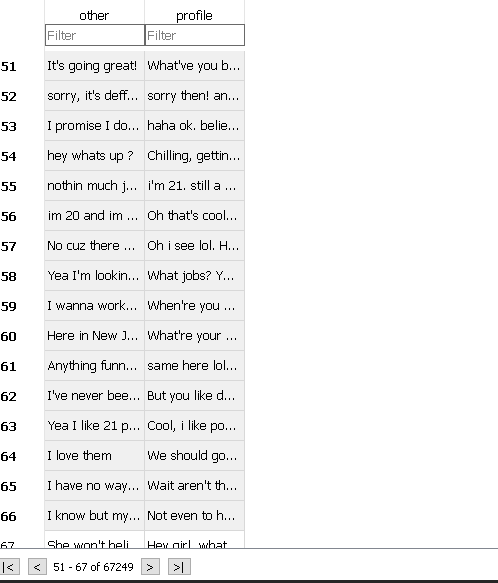 other profile
Filter Filter
51 It's going great! What've you b...
52 sorry, it's deff... sorry then! an...
53 I promise I do... haha ok. belie...
54 hey whats up ? Chilling, gettin...
55 nothin much j... i'm 21. still a ...
56 im 20 and im ... Oh that's cool...
57 No cuz there ... Oh i see lol. H...
58 Yea I'm lookin... What jobs? Y...
59 I wanna work... When're you ...
60 Here in New J... What're your ...
61 Anything funn... same here lol...
62 I've never bee... But you like d...
63 Yea I like 21 p... Cool, i like po...
64 I love them We should go...
65 I have no way... Wait aren't th...
66 I know but my... Not even to h...
67 She won't beli... Hey girl, what...
|< < 51 - 67 of 67249 > >|